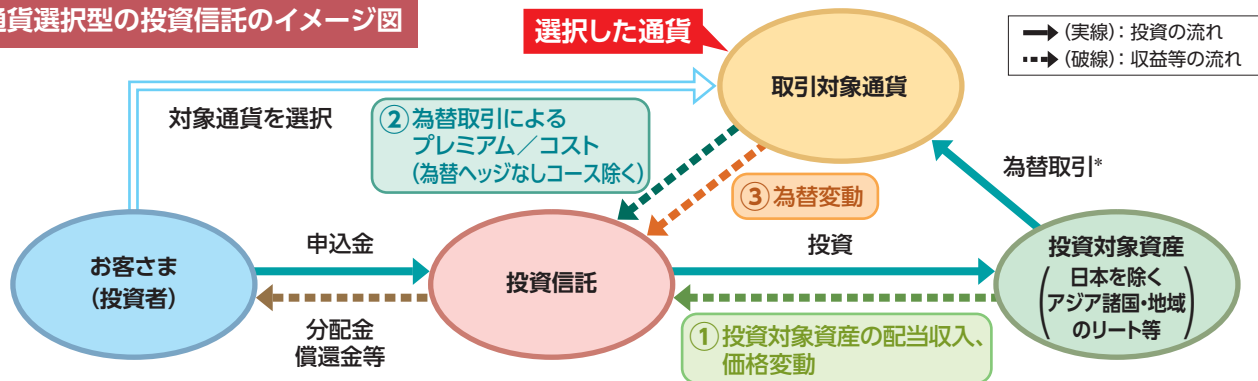 通貨選択型の投資信託のイメージ図
選択した通貨
(実線):投資の流れ
(破線):収益等の流れ
取引対象通貨
対象通貨を選択
②為替取引による
プレミアム/コスト
(為替ヘッジなしコース除く)
③為替変動
為替取引*
お客さま
(投資者)
申込金
分配金
償還金等
投資信託
投資
①投資対象資産の配当収入、
価格変動
投資対象資産
(日本を除く
アジア諸国・地域
のリート等)